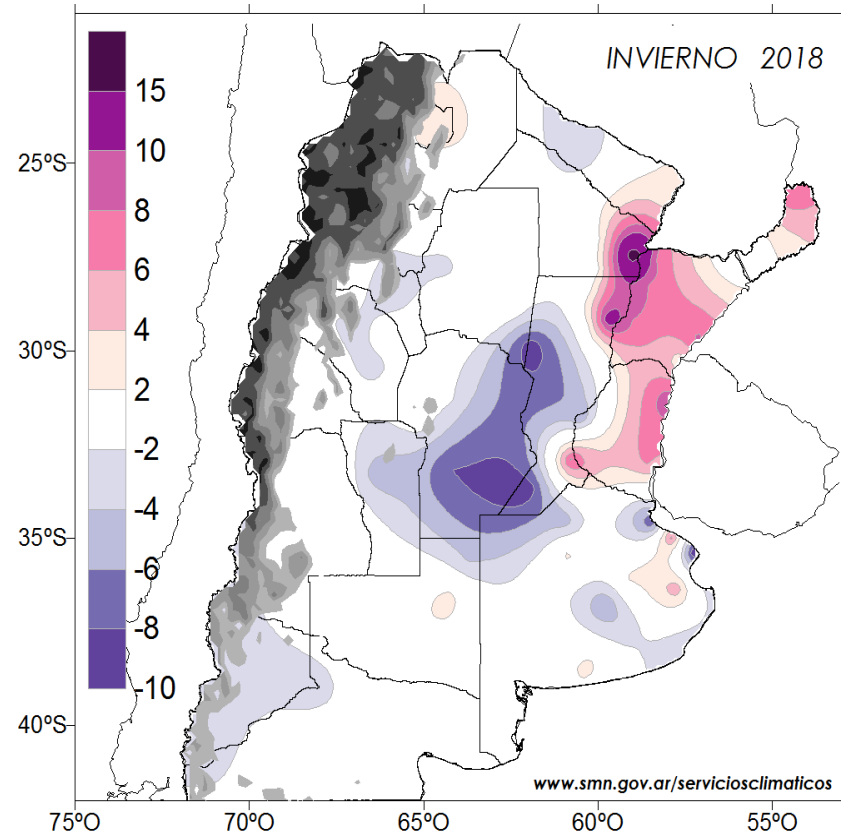 INVIERNO 2018
15
10
8
6
4
2
-2
-4
-6
-8
-10
25ºS
30ºS
35ºS
40ºS
www.smn.gov.ar/serviciosclimaticos
75ºO 70ºO 65ºO 60ºO 55ºO